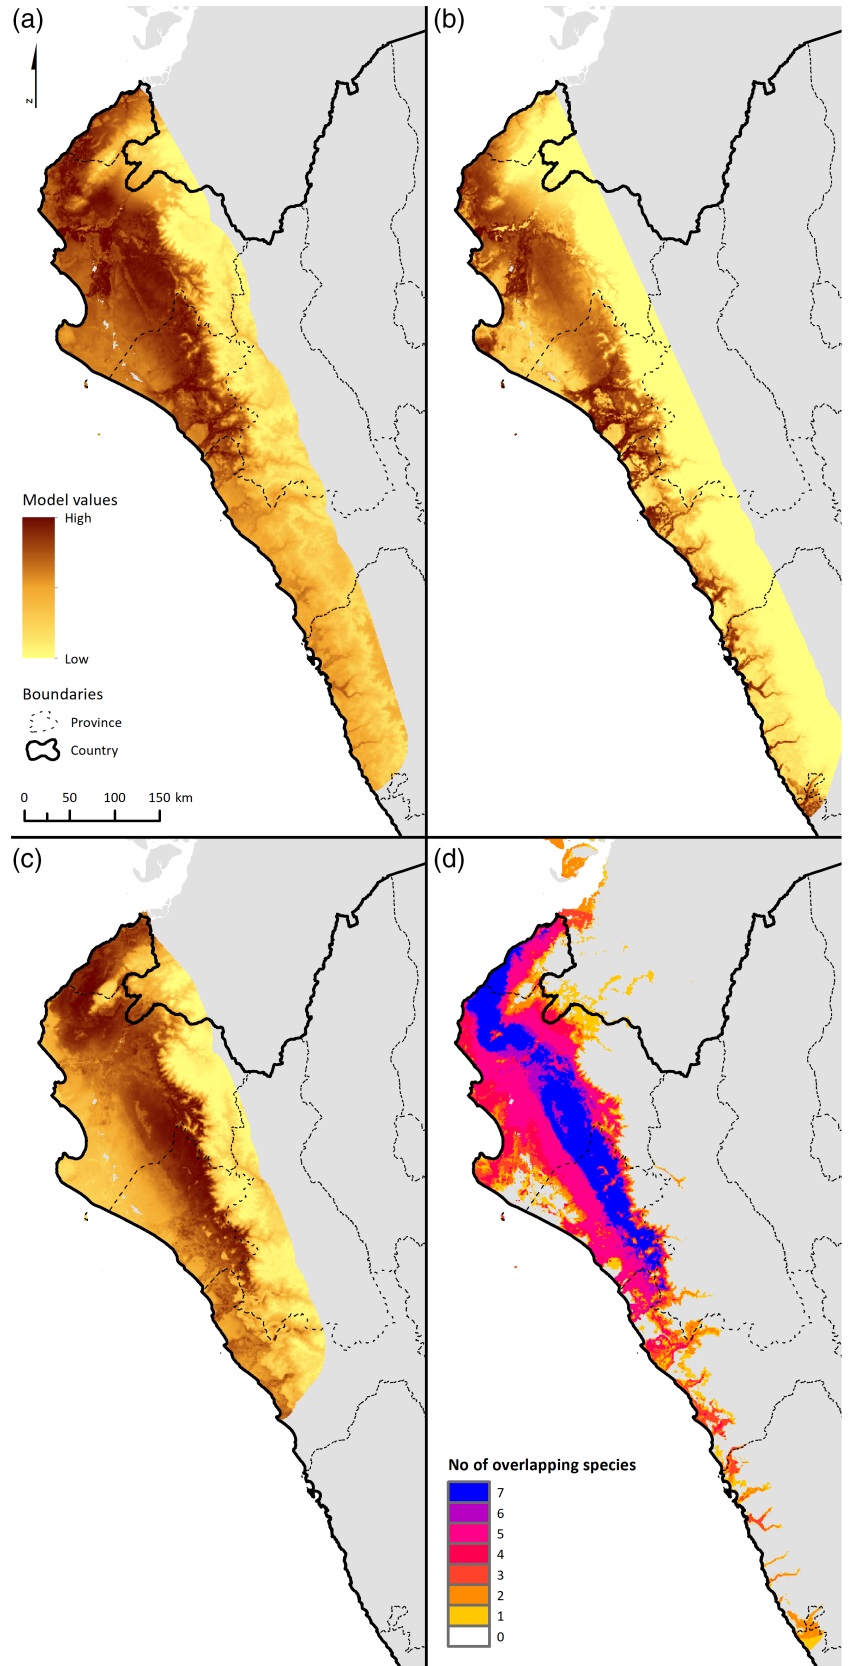 (a)
(b)
z
Model values
High
Low
Boundaries
Province
Country
0 50 100 150 km
(c)
(d)
No of overlapping species
7
6
5
4
3
2
1
0